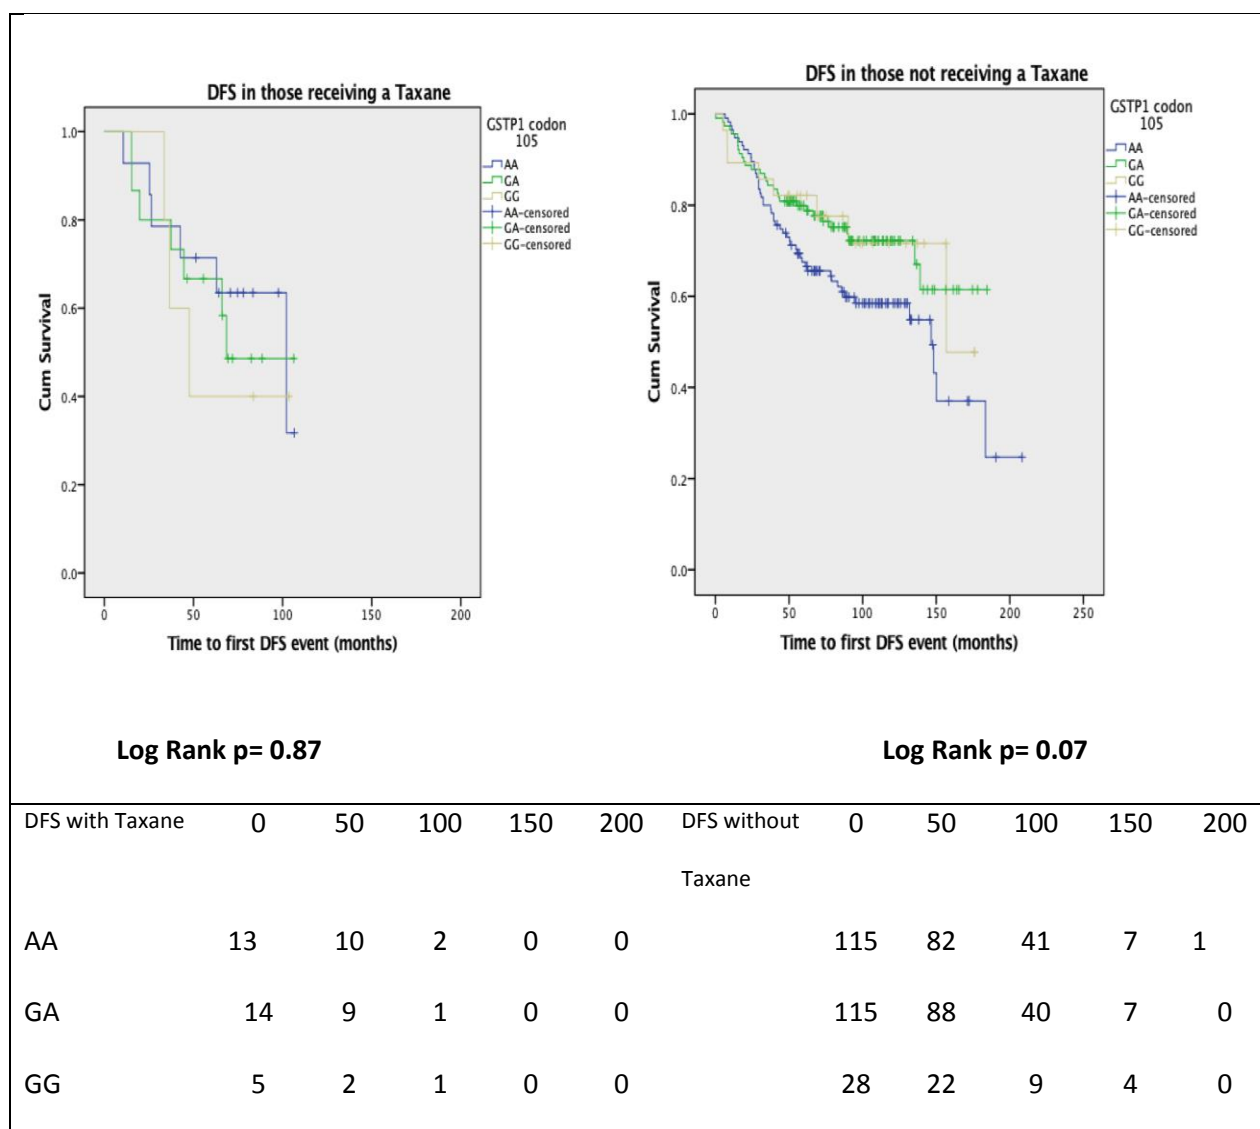 DFS in those receiving a Taxane
GSTP1 codon
105
AA
GA
GG
AA-censored
GA-censored
GG-censored
Cum Survival
1.0
0.8
0.6
0.4
0.2
0.0
0 50 100 150 200
Time to first DFS event (months)
Log Rank p= 0.87
DFS in those not receiving a Taxane
GSTP1 codon
105
AA
GA
GG
AA-censored
GA-censored
GG-censored
Cum Survival
1.0
0.8
0.6
0.4
0.2
0.0
0 50 100 150 200 250
Time to first DFS event (months)
Log Rank p= 0.07
DFS with Taxane 0 50 100 150 200 DFS without 0 50 100 150 200
Taxane
AA 13 10 2 0 0 115 82 41 7 1
GA 14 9 1 0 0 115 88 40 7 0
GG 5 2 1 0 0 28 22 9 4 0